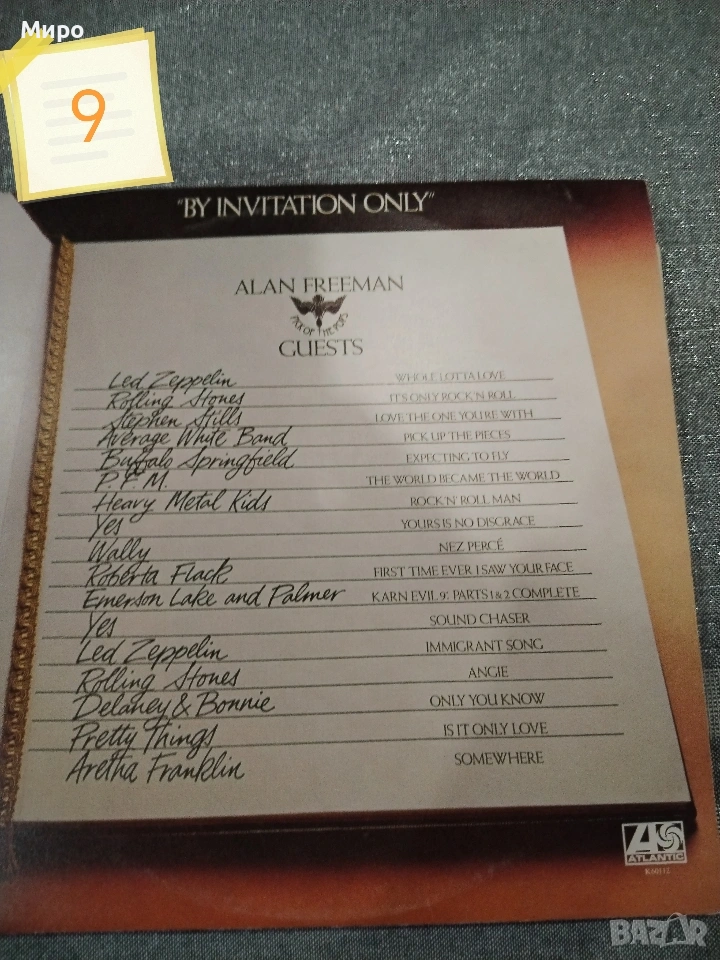 Миро
9
"BY INVITATION ONLY"
ALAN FREEMAN
PICK OF THE POPS
GUESTS
Led Zeppelin WHOLE LOTTA LOVE
Rolling Stones IT'S ONLY ROCK 'N ROLL
Stephen Stills LOVE THE ONE YOU'RE WITH
Average White Band PICK UP THE PIECES
Buffalo Springfield EXPECTING TO FLY
P.F.M. THE WORLD BECAME THE WORLD
Heavy Metal Kids ROCK 'N' ROLL MAN
Yes YOURS IS NO DISGRACE
Wally NEZ PERCÉ
Roberta Flack FIRST TIME EVER I SAW YOUR FACE
Emerson Lake and Palmer KARN EVIL 9: PARTS 1 & 2 COMPLETE
Yes SOUND CHASER
Led Zeppelin IMMIGRANT SONG
Rolling Stones ANGIE
Delaney & Bonnie ONLY YOU KNOW
Pretty Things IS IT ONLY LOVE
Aretha Franklin SOMEWHERE
ATLANTIC
K60112
BAZAR